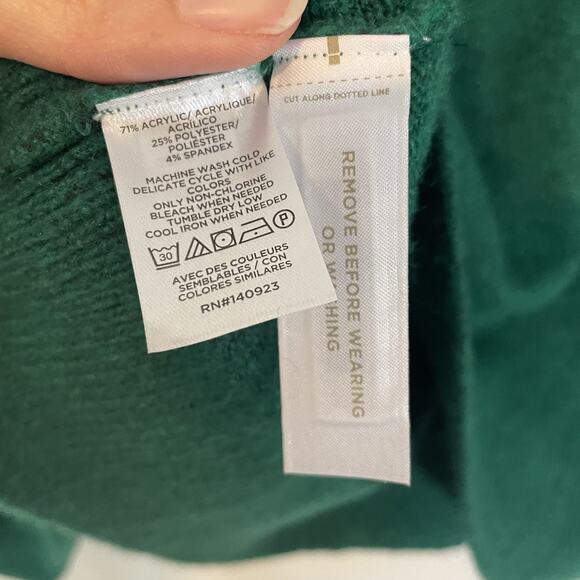 71% ACRYLIC/ ACRYLIQUE/
ACRÍLICO
25% POLYESTER/
POLIÉSTER
4% SPANDEX
MACHINE WASH COLD
DELICATE CYCLE WITH LIKE
COLORS
ONLY NON-CHLORINE
BLEACH WHEN NEEDED
TUMBLE DRY LOW
COOL IRON WHEN NEEDED
30
P
AVEC DES COULEURS
SEMBLABLES / CON
COLORES SIMILARES
RN#140923
CUT ALONG DOTTED LINE
REMOVE BEFORE WEARING
OR WASHING